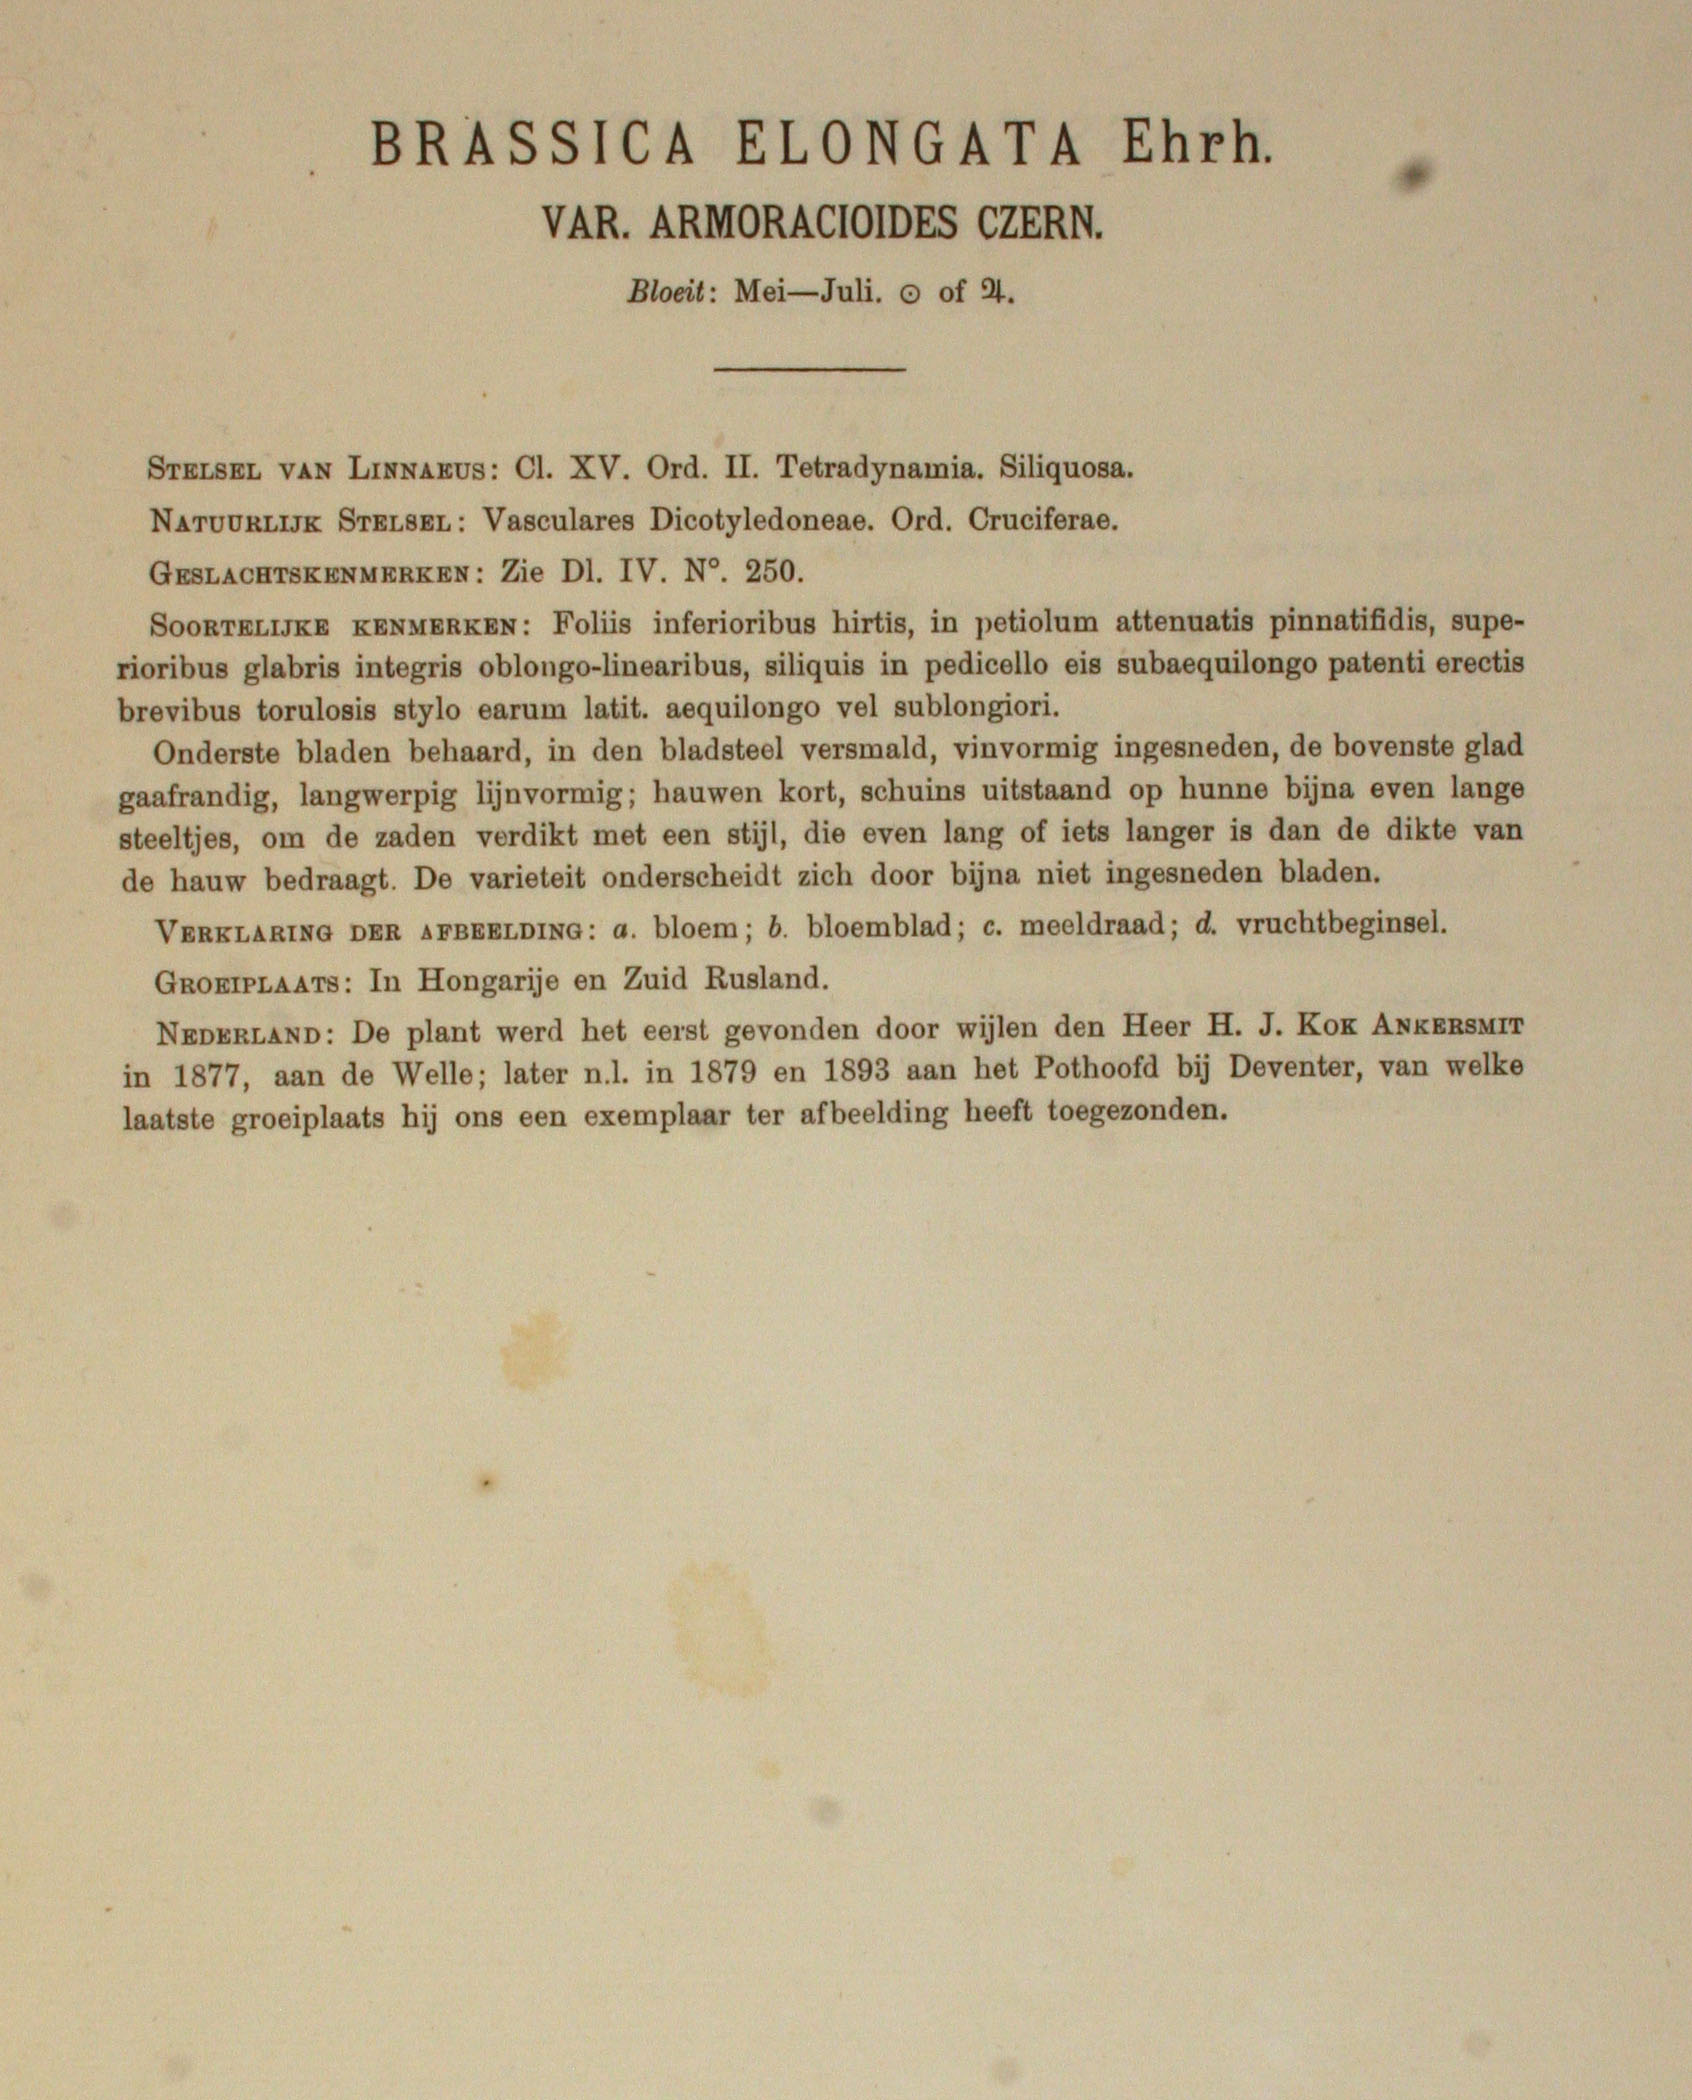 BRASSICA ELONGATA Ehrh.
VAR. ARMORACIOIDES CZERN.
Bloeit: Mei—Juli. ⊙ of ♃.
STELSEL VAN LINNAEUS: Cl. XV. Ord. II. Tetradynamia. Siliquosa.
NATUURLIJK STELSEL: Vasculares Dicotyledoneae. Ord. Cruciferae.
GESLACHTSKENMERKEN: Zie Dl. IV. N°. 250.
SOORTELIJKE KENMERKEN: Foliis inferioribus hirtis, in petiolum attenuatis pinnatifidis, supe-
rioribus glabris integris oblongo-linearibus, siliquis in pedicello eis subaequilongo patenti erectis
brevibus torulosis stylo earum latit. aequilongo vel sublongiori.
Onderste bladen behaard, in den bladsteel versmald, vinvormig ingesneden, de bovenste glad
gaafrandig, langwerpig lijnvormig; hauwen kort, schuins uitstaand op hunne bijna even lange
steeltjes, om de zaden verdikt met een stijl, die even lang of iets langer is dan de dikte van
de hauw bedraagt. De varieteit onderscheidt zich door bijna niet ingesneden bladen.
VERKLARING DER AFBEELDING: a. bloem; b. bloemblad; c. meeldraad; d. vruchtbeginsel.
GROEIPLAATS: In Hongarije en Zuid Rusland.
NEDERLAND: De plant werd het eerst gevonden door wijlen den Heer H. J. KOK ANKERSMIT
in 1877, aan de Welle; later n.l. in 1879 en 1893 aan het Pothoofd bij Deventer, van welke
laatste groeiplaats hij ons een exemplaar ter afbeelding heeft toegezonden.